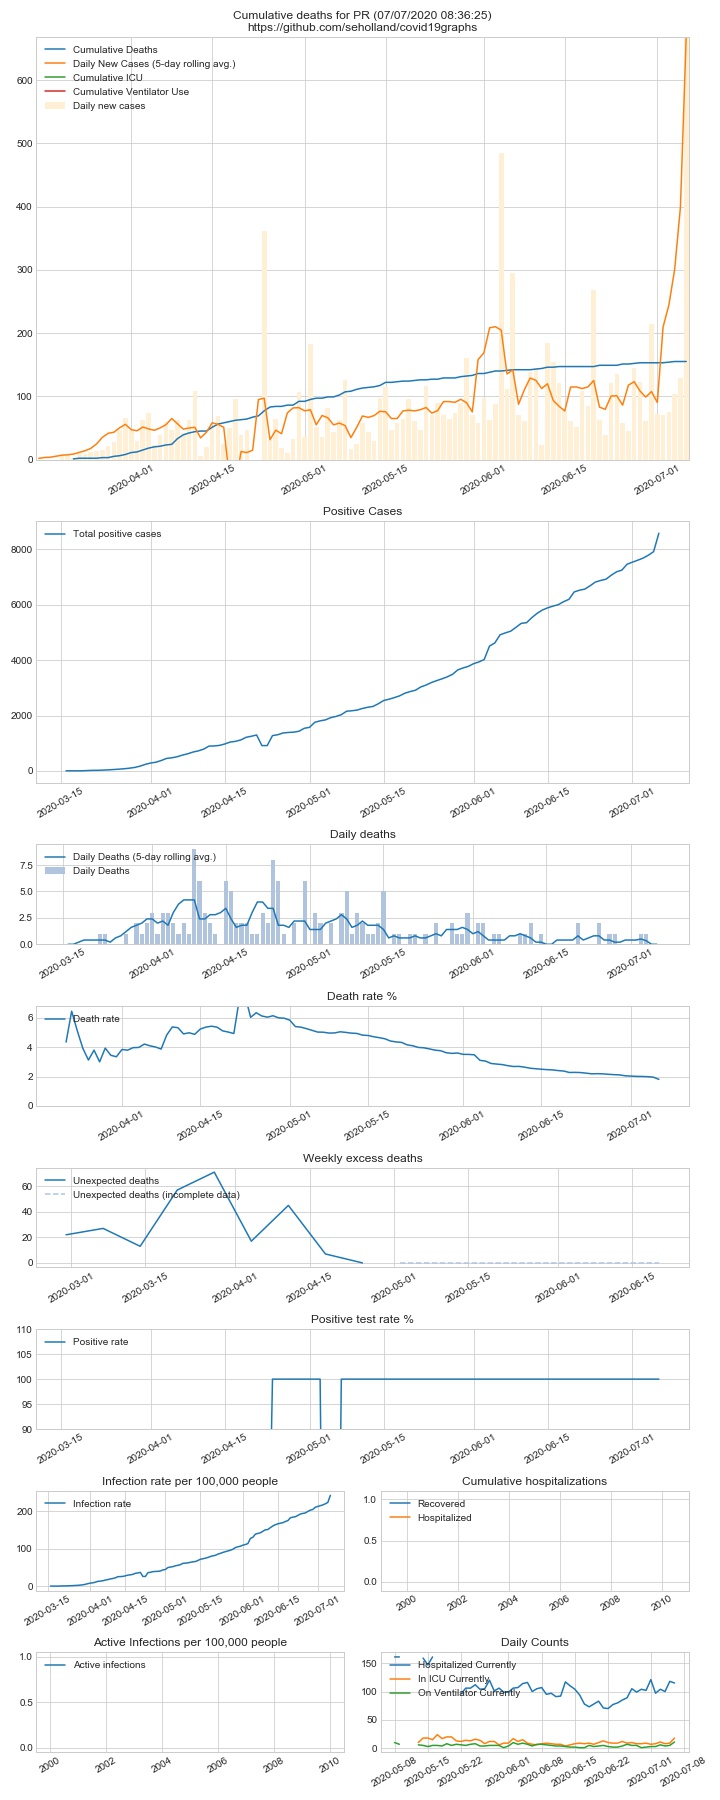 Cumulative deaths for PR (07/07/2020 08:36:25)
https://github.com/seholland/covid19graphs
Cumulative Deaths
Daily New Cases (5-day rolling avg.)
Cumulative ICU
Cumulative Ventilator Use
Daily new cases
600
500
400
300
200
100
0
2020-04-01 2020-04-15 2020-05-01 2020-05-15 2020-06-01 2020-06-15 2020-07-01
Positive Cases
Total positive cases
8000
6000
4000
2000
0
2020-03-15 2020-04-01 2020-04-15 2020-05-01 2020-05-15 2020-06-01 2020-06-15 2020-07-01
Daily deaths
Daily Deaths (5-day rolling avg.)
Daily Deaths
7.5
5.0
2.5
0.0
2020-03-15 2020-04-01 2020-04-15 2020-05-01 2020-05-15 2020-06-01 2020-06-15 2020-07-01
Death rate %
Death rate
6
4
2
0
2020-04-01 2020-04-15 2020-05-01 2020-05-15 2020-06-01 2020-06-15 2020-07-01
Weekly excess deaths
Unexpected deaths
Unexpected deaths (incomplete data)
60
40
20
0
2020-03-01 2020-03-15 2020-04-01 2020-04-15 2020-05-01 2020-05-15 2020-06-01 2020-06-15
Positive test rate %
Positive rate
110
105
100
95
90
2020-03-15 2020-04-01 2020-04-15 2020-05-01 2020-05-15 2020-06-01 2020-06-15 2020-07-01
Infection rate per 100,000 people
Infection rate
200
100
0
2020-03-15 2020-04-01 2020-04-15 2020-05-01 2020-05-15 2020-06-01 2020-06-15 2020-07-01
Cumulative hospitalizations
Recovered
Hospitalized
1.0
0.5
0.0
2000 2002 2004 2006 2008 2010
Active Infections per 100,000 people
Active infections
1.0
0.5
0.0
2000 2002 2004 2006 2008 2010
Daily Counts
Hospitalized Currently
In ICU Currently
On Ventilator Currently
150
100
50
0
2020-05-08 2020-05-15 2020-05-22 2020-06-01 2020-06-08 2020-06-15 2020-06-22 2020-07-01 2020-07-08